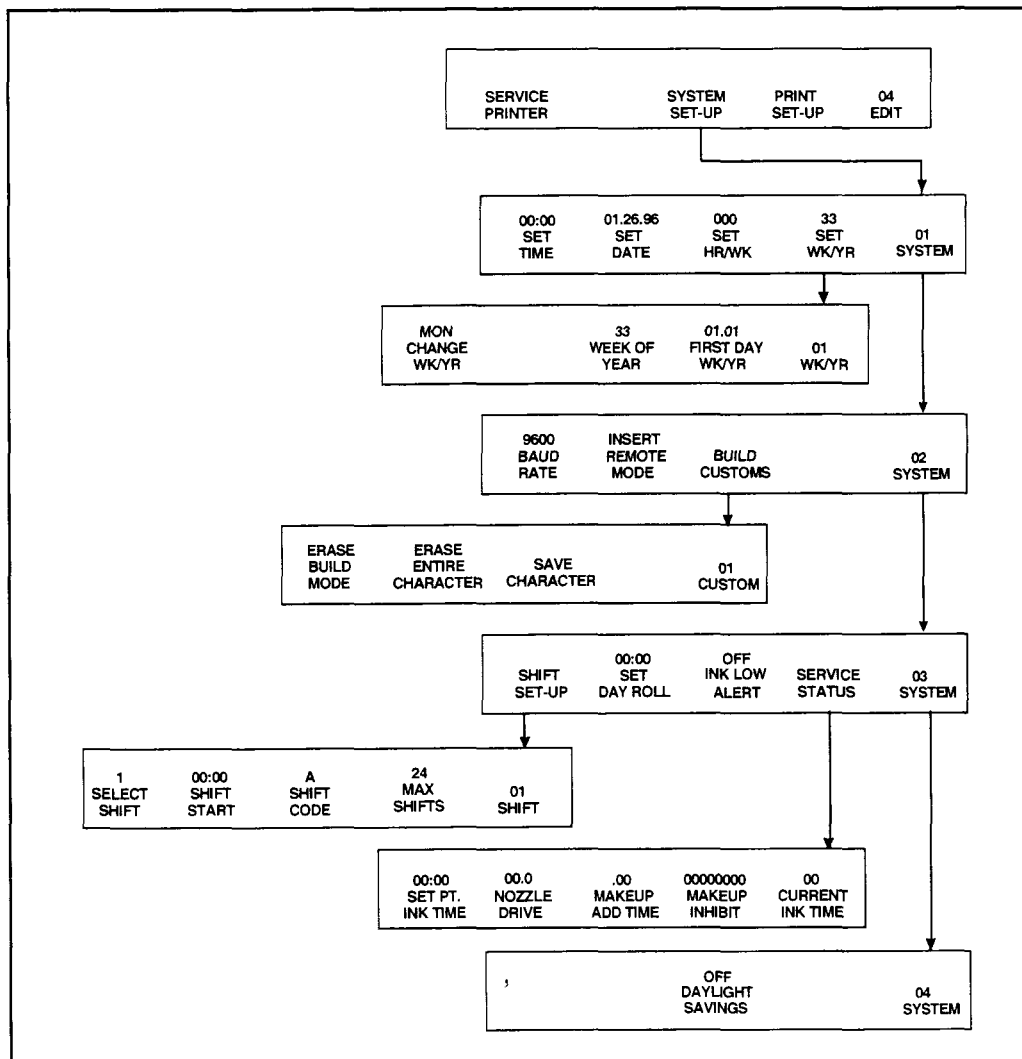 SERVICE PRINTER
SYSTEM SET-UP
PRINT SET-UP
04 EDIT
00:00 SET TIME
01.26.96 SET DATE
000 SET HR/WK
33 SET WK/YR
01 SYSTEM
MON CHANGE WK/YR
33 WEEK OF YEAR
01.01 FIRST DAY WK/YR
01 WK/YR
9600 BAUD RATE
INSERT REMOTE MODE
BUILD CUSTOMS
02 SYSTEM
ERASE BUILD MODE
ERASE ENTIRE CHARACTER
SAVE CHARACTER
01 CUSTOM
SHIFT SET-UP
00:00 SET DAY ROLL
OFF INK LOW ALERT
SERVICE STATUS
03 SYSTEM
1 SELECT SHIFT
00:00 SHIFT START
A SHIFT CODE
24 MAX SHIFTS
01 SHIFT
00:00 SET PT. INK TIME
00.0 NOZZLE DRIVE
.00 MAKEUP ADD TIME
00000000 MAKEUP INHIBIT
00 CURRENT INK TIME
OFF DAYLIGHT SAVINGS
04 SYSTEM